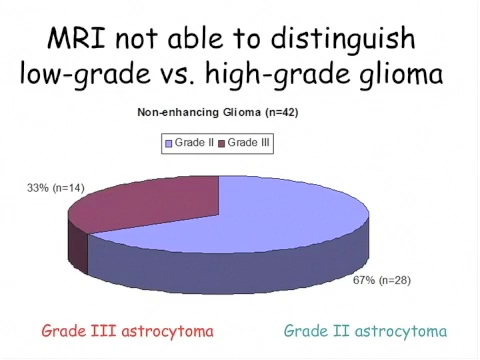 MRI not able to distinguish
low-grade vs. high-grade glioma
Non-enhancing Glioma (n=42)
Grade II Grade III
33% (n=14)
67% (n=28)
Grade III astrocytoma Grade II astrocytoma